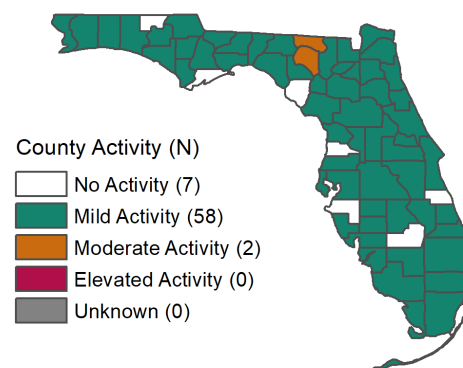 County Activity (N)
No Activity (7)
Mild Activity (58)
Moderate Activity (2)
Elevated Activity (0)
Unknown (0)